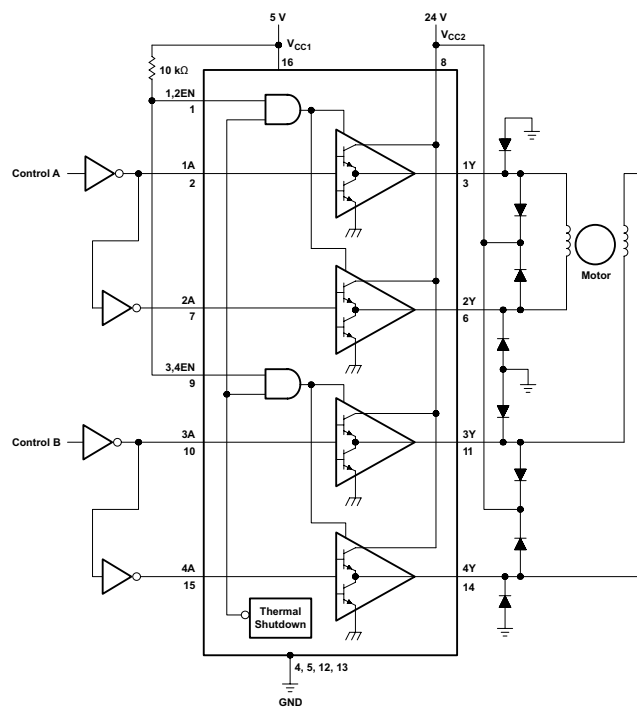 5 V
24 V
VCC1
VCC2
16
8
10 kΩ
1,2EN
1
Control A
1A
2
1Y
3
Motor
2A
7
2Y
6
3,4EN
9
Control B
3A
10
3Y
11
4A
15
4Y
14
Thermal
Shutdown
4, 5, 12, 13
GND